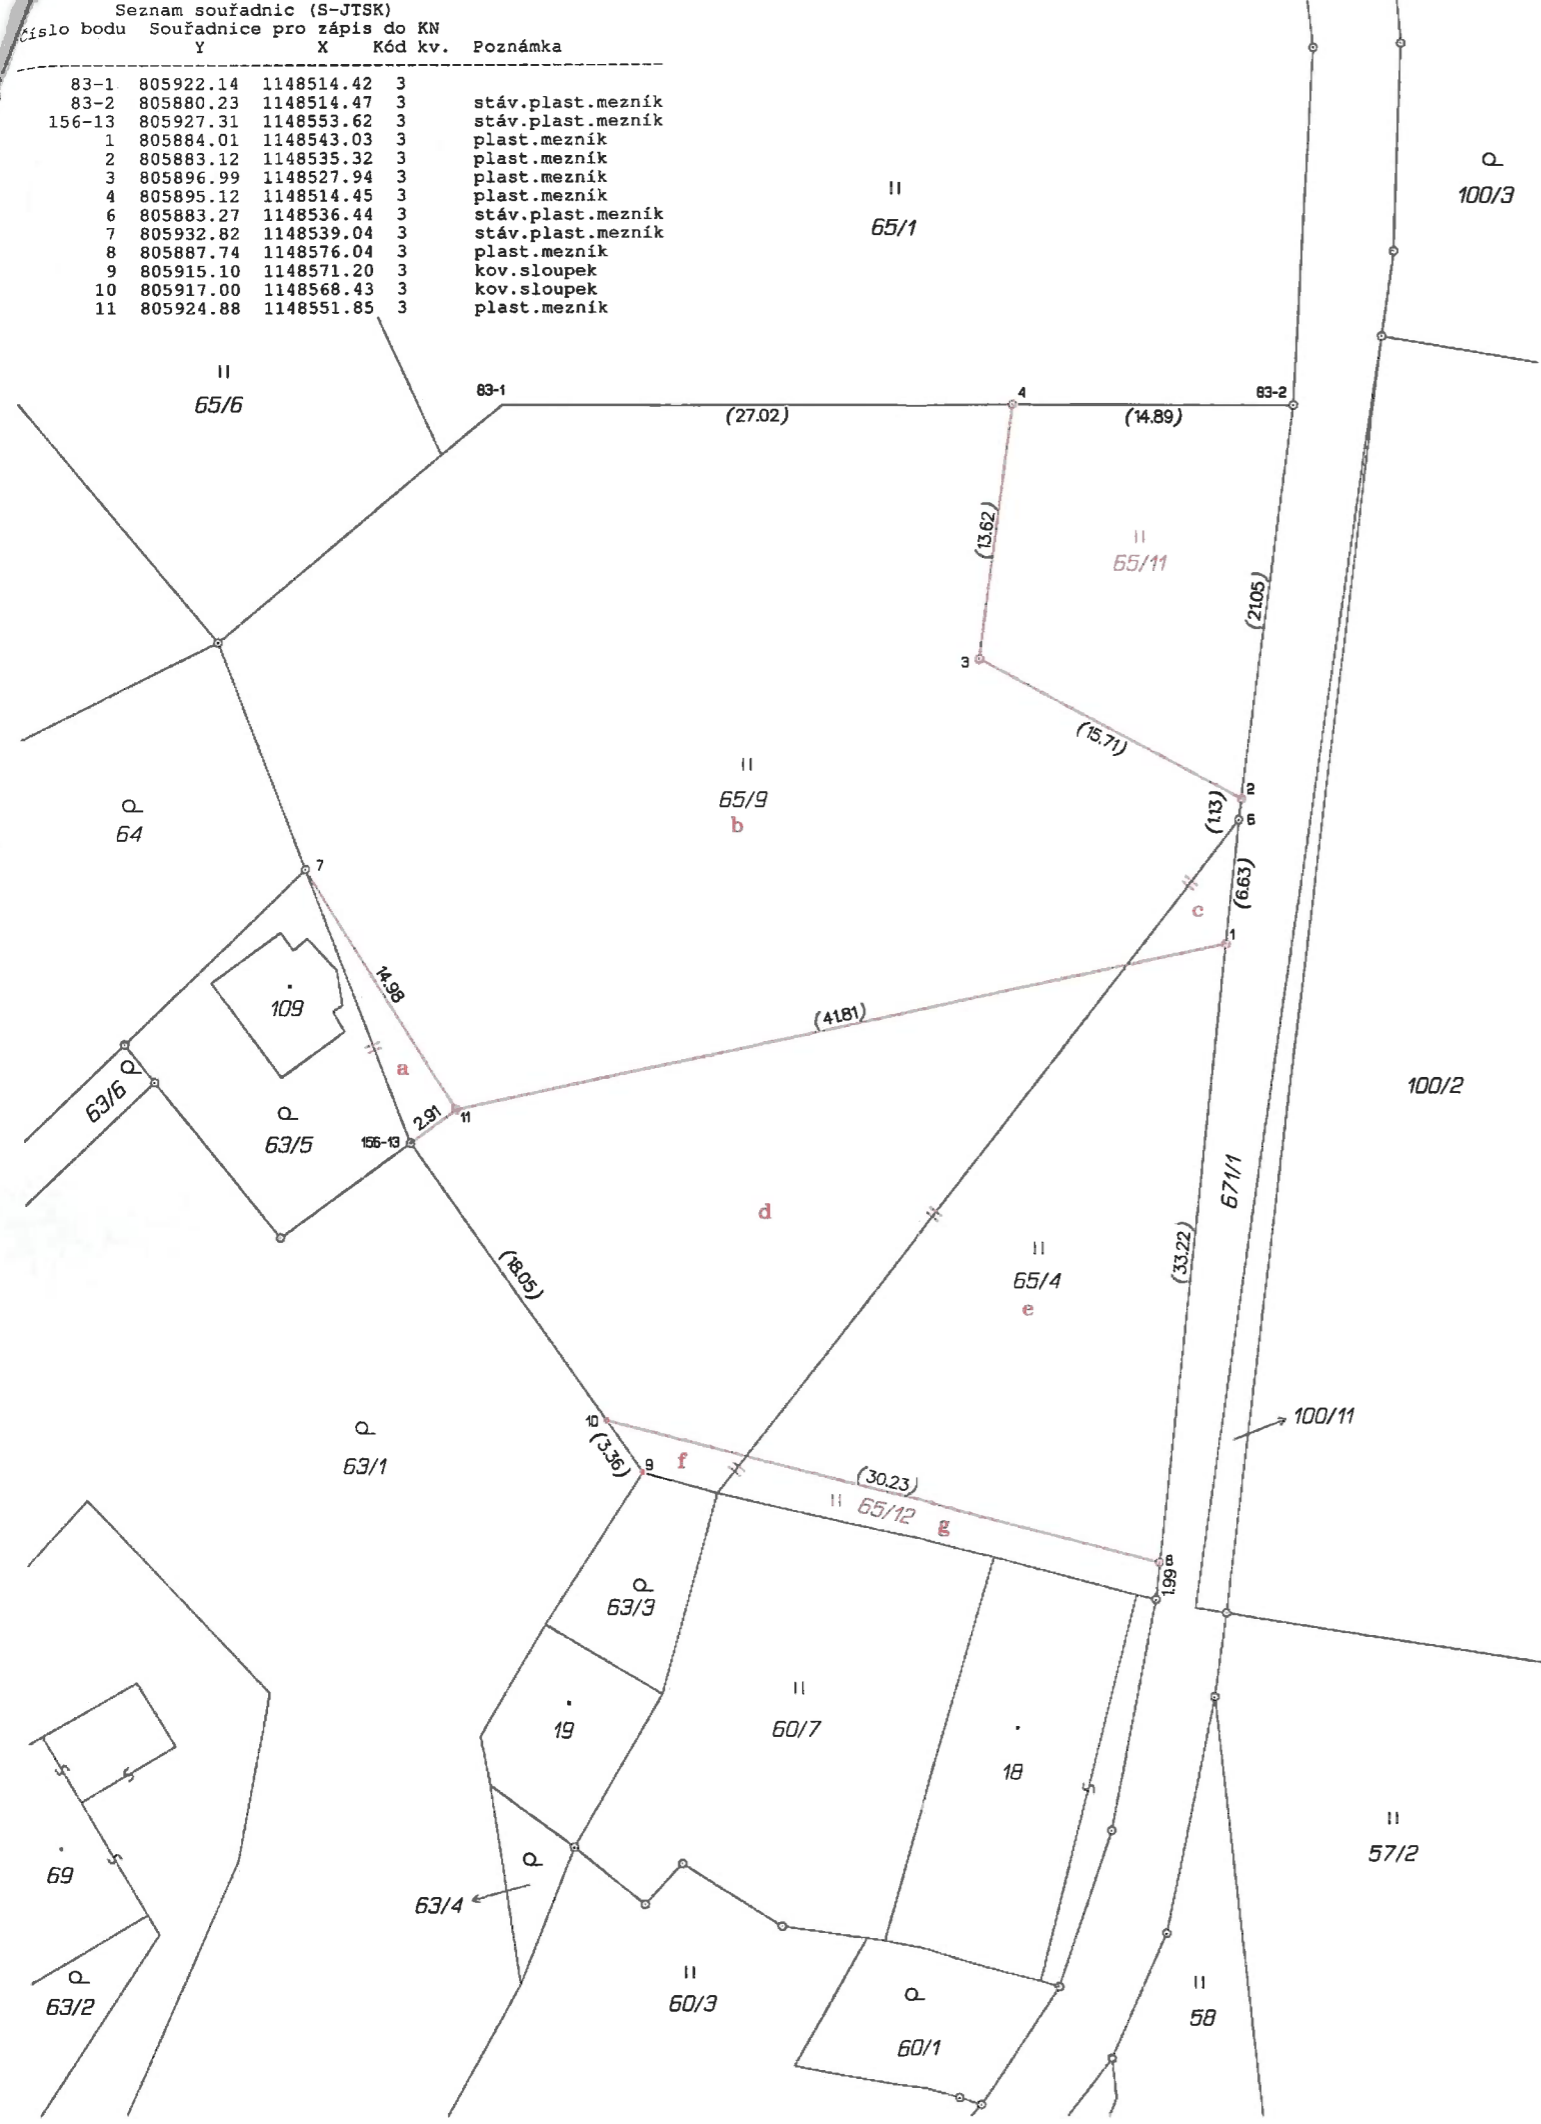 Seznam souřadnic (S-JTSK)
Číslo bodu Souřadnice pro zápis do KN
Y X Kód kv. Poznámka
83-1 805922.14 1148514.42 3
83-2 805880.23 1148514.47 3 stáv.plast.mezník
156-13 805927.31 1148553.62 3 stáv.plast.mezník
1 805884.01 1148543.03 3 plast.mezník
2 805883.12 1148535.32 3 plast.mezník
3 805896.99 1148527.94 3 plast.mezník
4 805895.12 1148514.45 3 plast.mezník
6 805883.27 1148536.44 3 stáv.plast.mezník
7 805932.82 1148539.04 3 stáv.plast.mezník
8 805887.74 1148576.04 3 plast.mezník
9 805915.10 1148571.20 3 kov.sloupek
10 805917.00 1148568.43 3 kov.sloupek
11 805924.88 1148551.85 3 plast.mezník
100/3
65/1
65/6
83-1
4
83-2
(27.02)
(14.89)
(13.62)
65/11
(21.05)
3
(15.71)
2
(1.13)
6
65/9
b
64
7
(6.63)
c
1
14.98
109
(41.81)
a
63/6
2.91
11
63/5
156-13
100/2
671/1
d
(18.05)
(33.22)
65/4
e
10
(3.36)
9
f
100/11
63/1
(30.23)
65/12
g
8
1.99
63/3
19
60/7
18
69
63/4
57/2
63/2
60/3
60/1
58